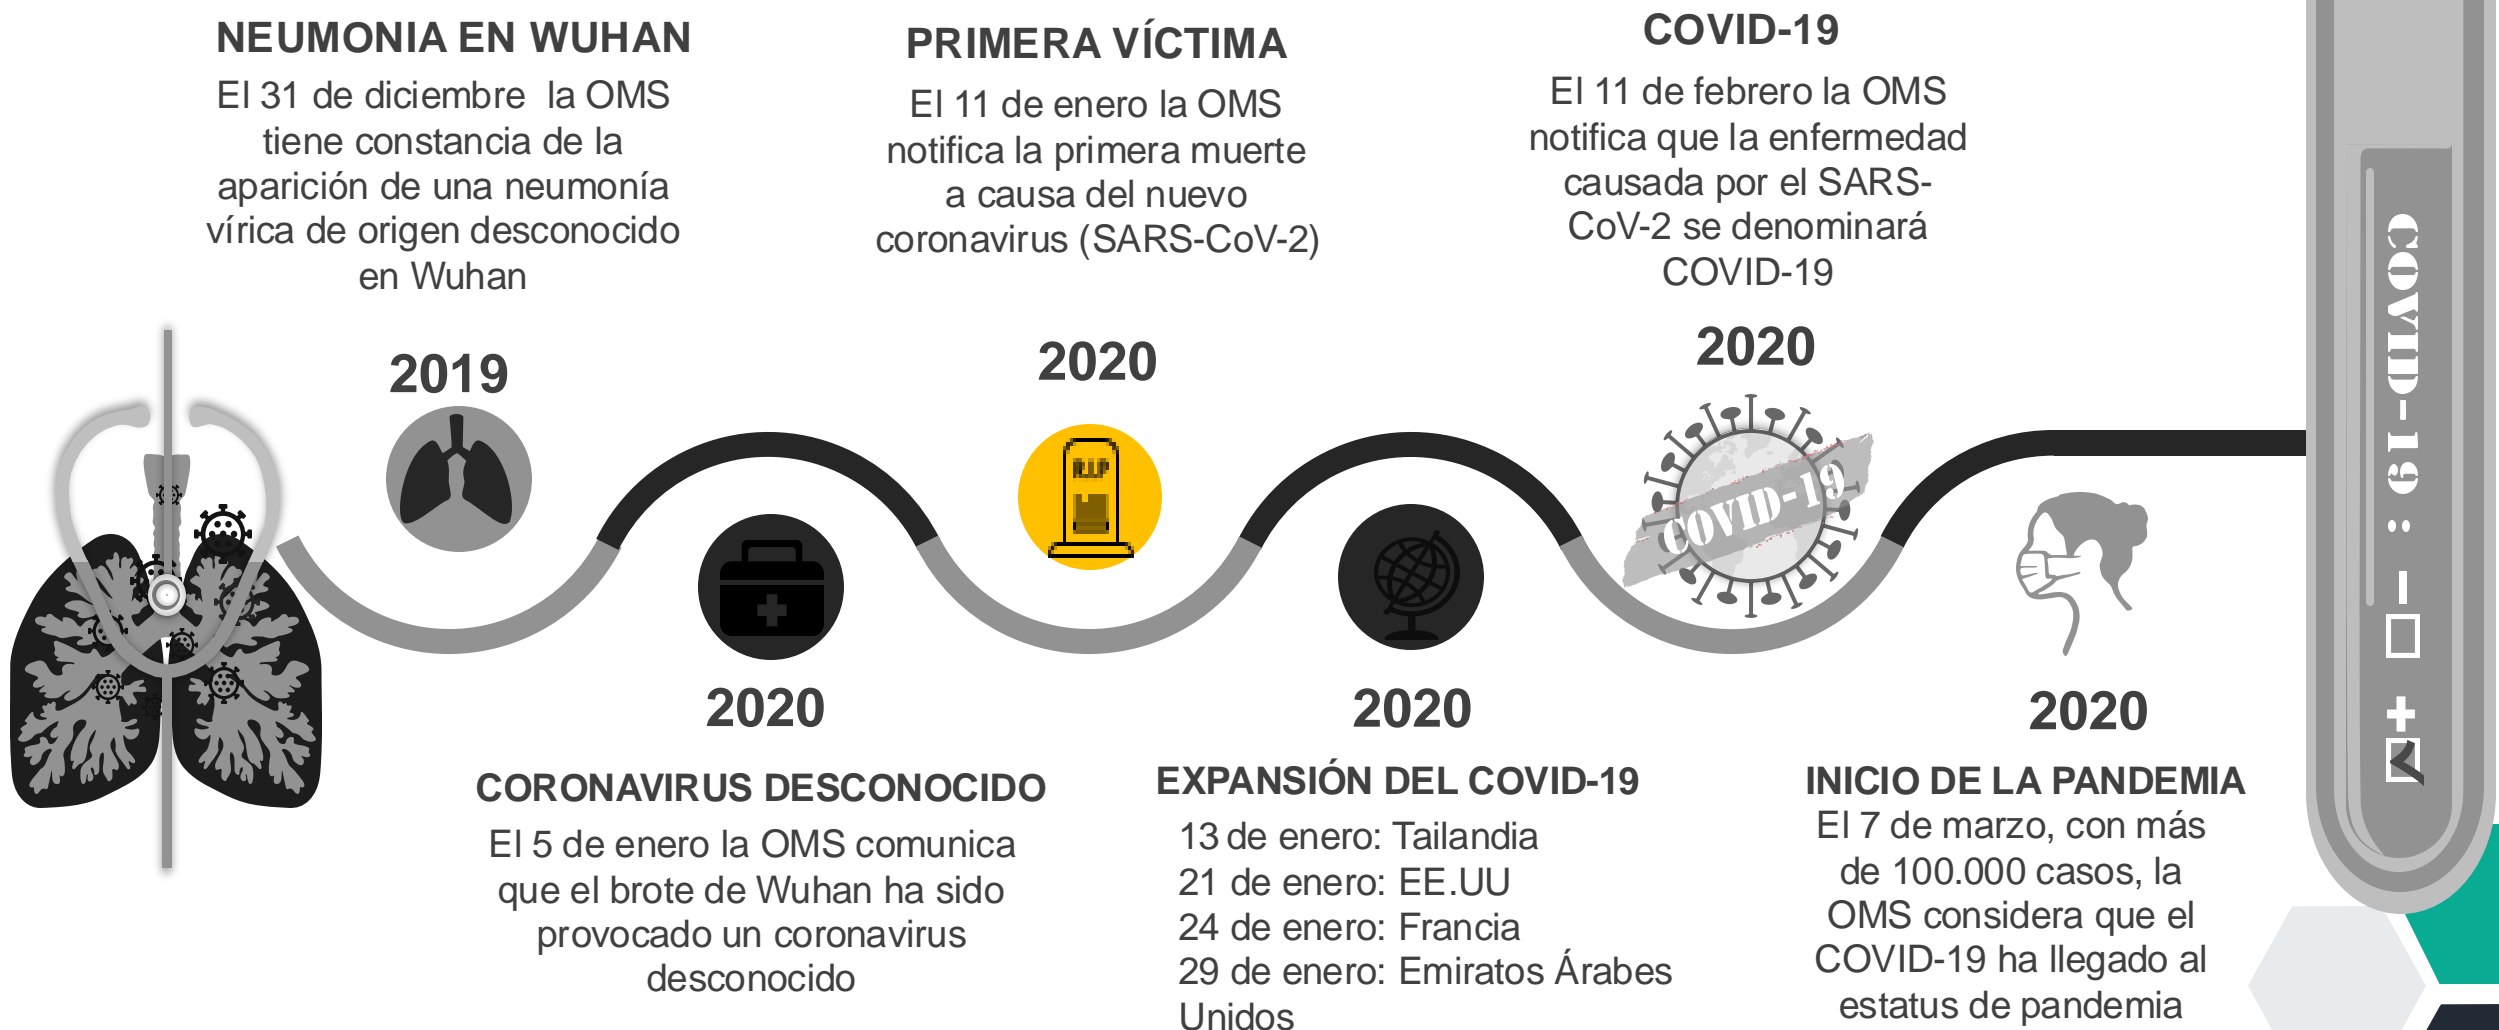 NEUMONIA EN WUHAN
El 31 de diciembre  la OMS
tiene constancia de la
aparición de una neumonía
vírica de origen desconocido
en Wuhan
2019
2020
CORONAVIRUS DESCONOCIDO
El 5 de enero la OMS comunica
que el brote de Wuhan ha sido
provocado un coronavirus
desconocido
PRIMERA VÍCTIMA
El 11 de enero la OMS
notifica la primera muerte
a causa del nuevo
coronavirus (SARS-CoV-2)
2020
RIP
2020
EXPANSIÓN DEL COVID-19
13 de enero: Tailandia
21 de enero: EE.UU
24 de enero: Francia
29 de enero: Emiratos Árabes
Unidos
COVID-19
El 11 de febrero la OMS
notifica que la enfermedad
causada por el SARS-
CoV-2 se denominará
COVID-19
2020
COVID-19
2020
INICIO DE LA PANDEMIA
El 7 de marzo, con más
de 100.000 casos, la
OMS considera que el
COVID-19 ha llegado al
estatus de pandemia
COVID-19: - □ + ☑